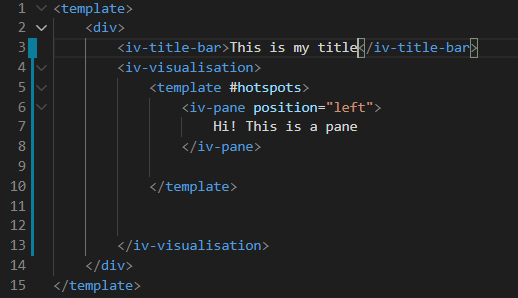 1 <template>
2 <div>
3 <iv-title-bar>This is my title</iv-title-bar>
4 <iv-visualisation>
5 <template #hotspots>
6 <iv-pane position="left">
7 Hi! This is a pane
8 </iv-pane>
9
10 </template>
11
12
13 </iv-visualisation>
14 </div>
15 </template>